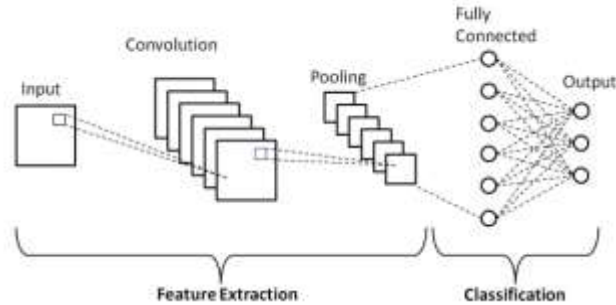 Fully
Connected
Convolution
Pooling
Input
Output
Feature Extraction
Classification